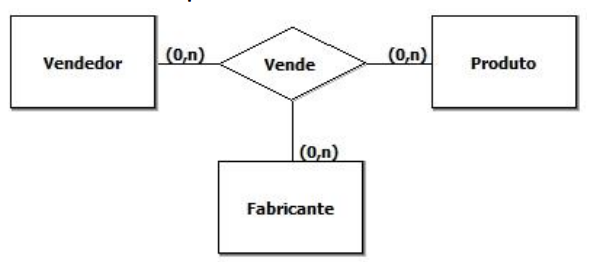 Vendedor (0,n) Vende (0,n) Produto
(0,n)
Fabricante